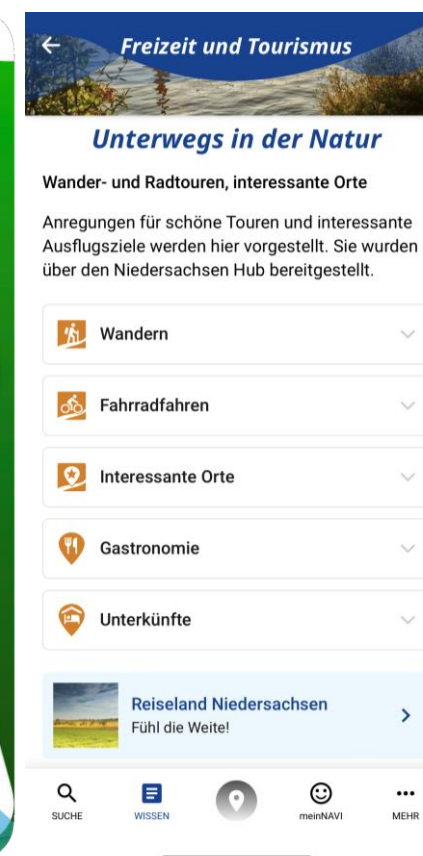 Freizeit und Tourismus
Unterwegs in der Natur
Wander- und Radtouren, interessante Orte
Anregungen für schöne Touren und interessante
Ausflugsziele werden hier vorgestellt. Sie wurden
über den Niedersachsen Hub bereitgestellt.
Wandern
Fahrradfahren
Interessante Orte
Gastronomie
Unterkünfte
Reiseland Niedersachsen
Fühl die Weite!
SUCHE
WISSEN
meinNAVI
MEHR